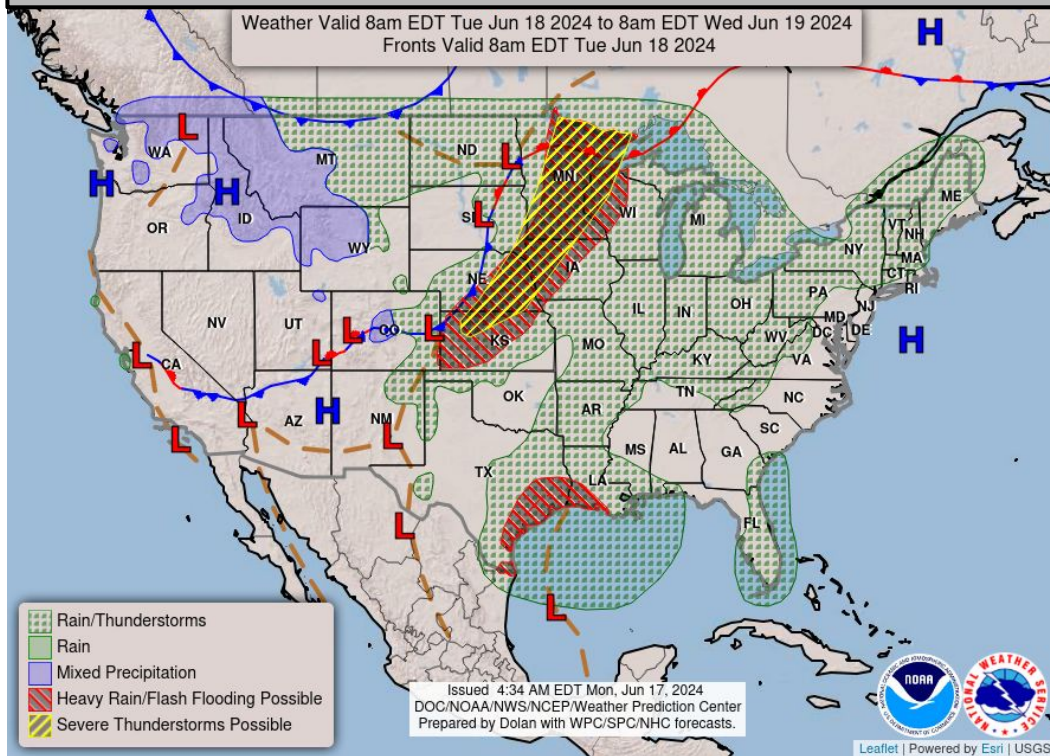 Weather Valid 8am EDT Tue Jun 18 2024 to 8am EDT Wed Jun 19 2024
Fronts Valid 8am EDT Tue Jun 18 2024
H
L
WA
MT
ND
L
MN
H
H
ID
OR
SD
L
WI
MI
ME
VT
NH
NY
MA
CT
RI
WY
NE
IA
PA
NJ
OH
IN
IL
MD
DE
DC
WV
VA
H
NV
UT
L
CO
L
KS
MO
KY
L
CA
L
H
AZ
NM
L
L
L
OK
AR
TN
NC
SC
MS
AL
GA
TX
LA
FL
L
L
Rain/Thunderstorms
Rain
Mixed Precipitation
Heavy Rain/Flash Flooding Possible
Severe Thunderstorms Possible
Issued 4:34 AM EDT Mon, Jun 17, 2024
DOC/NOAA/NWS/NCEP/Weather Prediction Center
Prepared by Dolan with WPC/SPC/NHC forecasts.
NOAA
NATIONAL WEATHER SERVICE
Leaflet | Powered by Esri | USGS